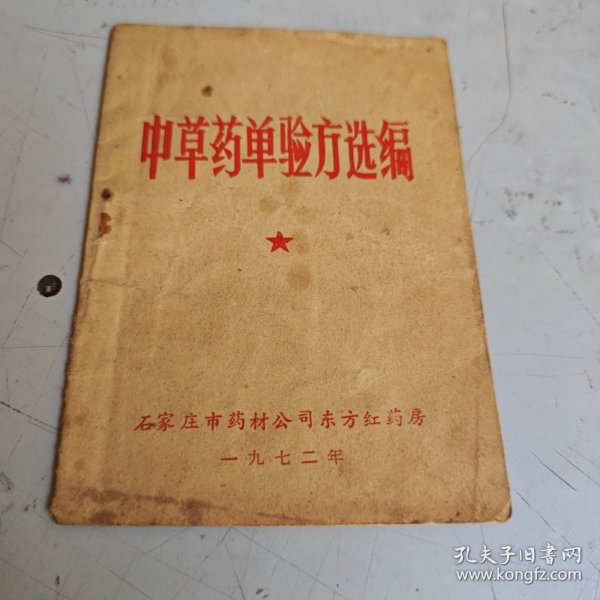 中草药单验方选编
石家庄市药材公司东方红药房
一九七二年
孔夫子旧书网
www.kongfz.com